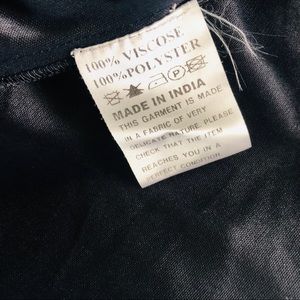 100% VISCOSE
100%POLYSTER
P
MADE IN INDIA
THIS GARMENT IS MADE
IN A FABRIC OF VERY
DELICATE NATURE. PLEASE
CHECK THAT THE ITEM
REACHES YOU IN A
PERFECT CONDITION